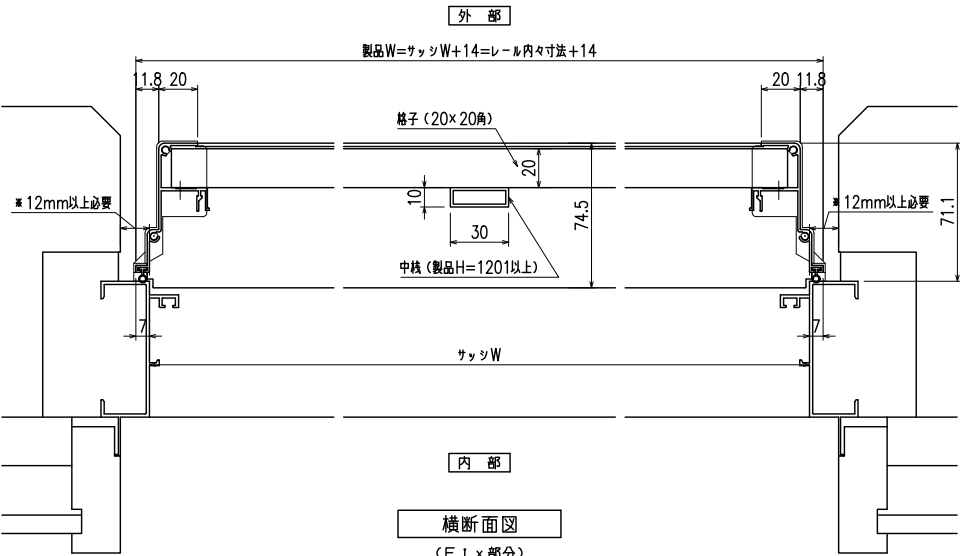 外 部
製品W=サッシW+14=レール内々寸法+14
11.8 20
20 11.8
格子（20×20角）
20
10
74.5
71.1
※12mm以上必要
※12mm以上必要
30
中桟（製品H=1201以上）
7
7
サッシW
内 部
横断面図